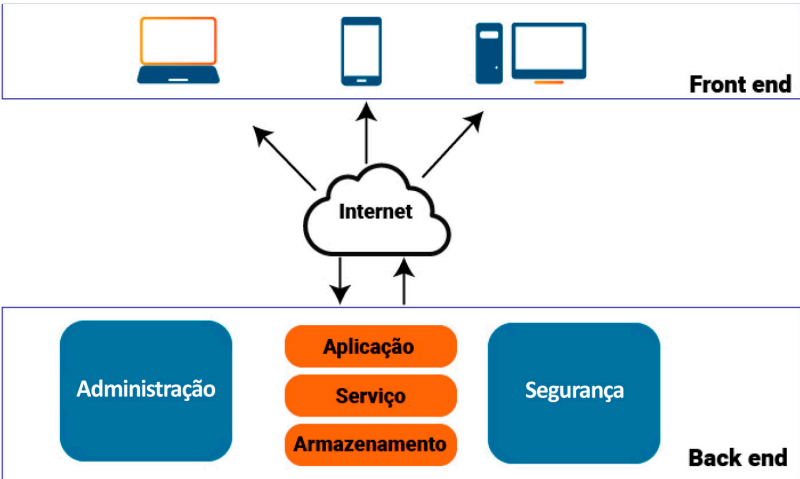 Front end
Internet
Aplicação
Administração
Serviço
Segurança
Armazenamento
Back end